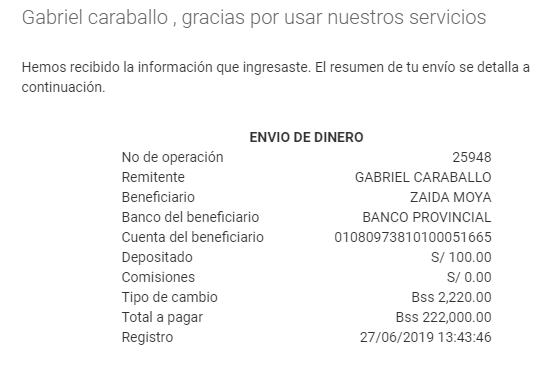 Gabriel caraballo , gracias por usar nuestros servicios
Hemos recibido la información que ingresaste. El resumen de tu envío se detalla a
continuación.
ENVIO DE DINERO
No de operación 25948
Remitente GABRIEL CARABALLO
Beneficiario ZAIDA MOYA
Banco del beneficiario BANCO PROVINCIAL
Cuenta del beneficiario 01080973810100051665
Depositado S/ 100.00
Comisiones S/ 0.00
Tipo de cambio Bss 2,220.00
Total a pagar Bss 222,000.00
Registro 27/06/2019 13:43:46